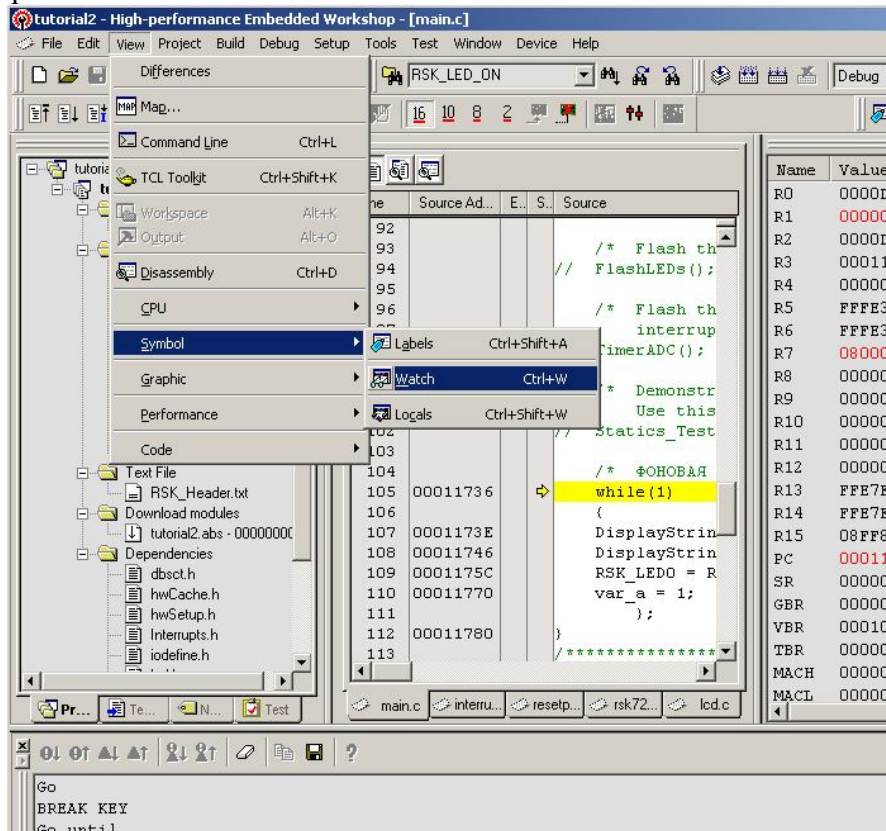 tutorial2 - High-performance Embedded Workshop - [main.c]
File Edit View Project Build Debug Setup Tools Test Window Device Help
RSK_LED_ON
Debug
16 10 8 2
Differences
Map...
Command Line Ctrl+L
TCL Toolkit Ctrl+Shift+K
Workspace Alt+K
Output Alt+O
Disassembly Ctrl+D
CPU
Symbol
Graphic
Performance
Code
Labels Ctrl+Shift+A
Watch Ctrl+W
Locals Ctrl+Shift+W
Text File
RSK_Header.txt
Download modules
tutorial2.abs - 00000000
Dependencies
dbsct.h
hwCache.h
hwSetup.h
Interrupts.h
iodefine.h
Pr... Te... N... Test
Source Ad... E.. S.. Source
92
93 /* Flash th
94 // FlashLEDs();
95
96 /* Flash th
interrup
TimerADC();
Demonstr
Use this
102 // Statics_Test
103
104 /* ФОНОВАЯ
105 00011736 while(1)
106 {
107 0001173E DisplayStrin
108 00011746 DisplayStrin
109 0001175C RSK_LED0 = R
110 00011770 var_a = 1;
111 };
112 00011780 }
113 /***************
main.c interru... resetp... rsk72... lcd.c
Name Value
R0 0000
R1 00000
R2 0000
R3 00011
R4 00000
R5 FFFE3
R6 FFFE3
R7 08000
R8 00000
R9 00000
R10 00000
R11 00000
R12 00000
R13 FFE7
R14 FFE7
R15 08FF8
PC 00011
SR 00000
GBR 00000
VBR 00010
TBR 00000
MACH 00000
MACL 00000
Go
BREAK KEY
Go until